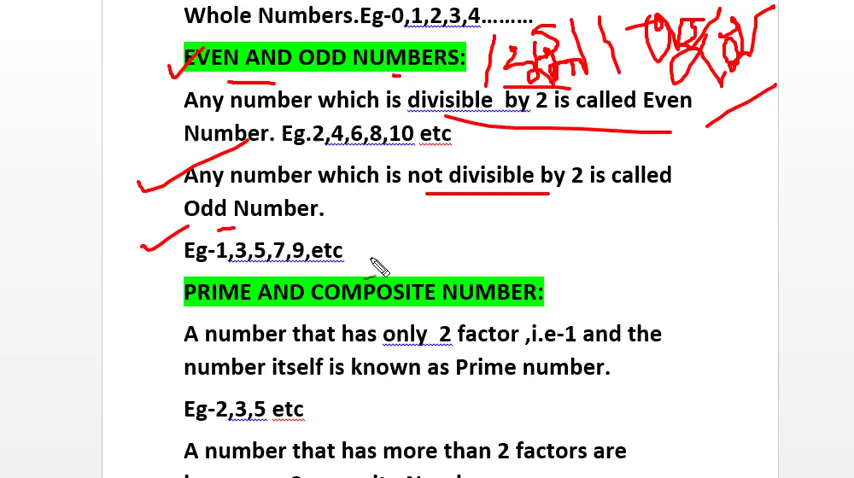 Whole Numbers.Eg-0,1,2,3,4………
EVEN AND ODD NUMBERS:
Any number which is divisible  by 2 is called Even
Number. Eg.2,4,6,8,10 etc
Any number which is not divisible by 2 is called
Odd Number.
Eg-1,3,5,7,9,etc
PRIME AND COMPOSITE NUMBER:
A number that has only  2 factor ,i.e-1 and the
number itself is known as Prime number.
Eg-2,3,5 etc
A number that has more than 2 factors are